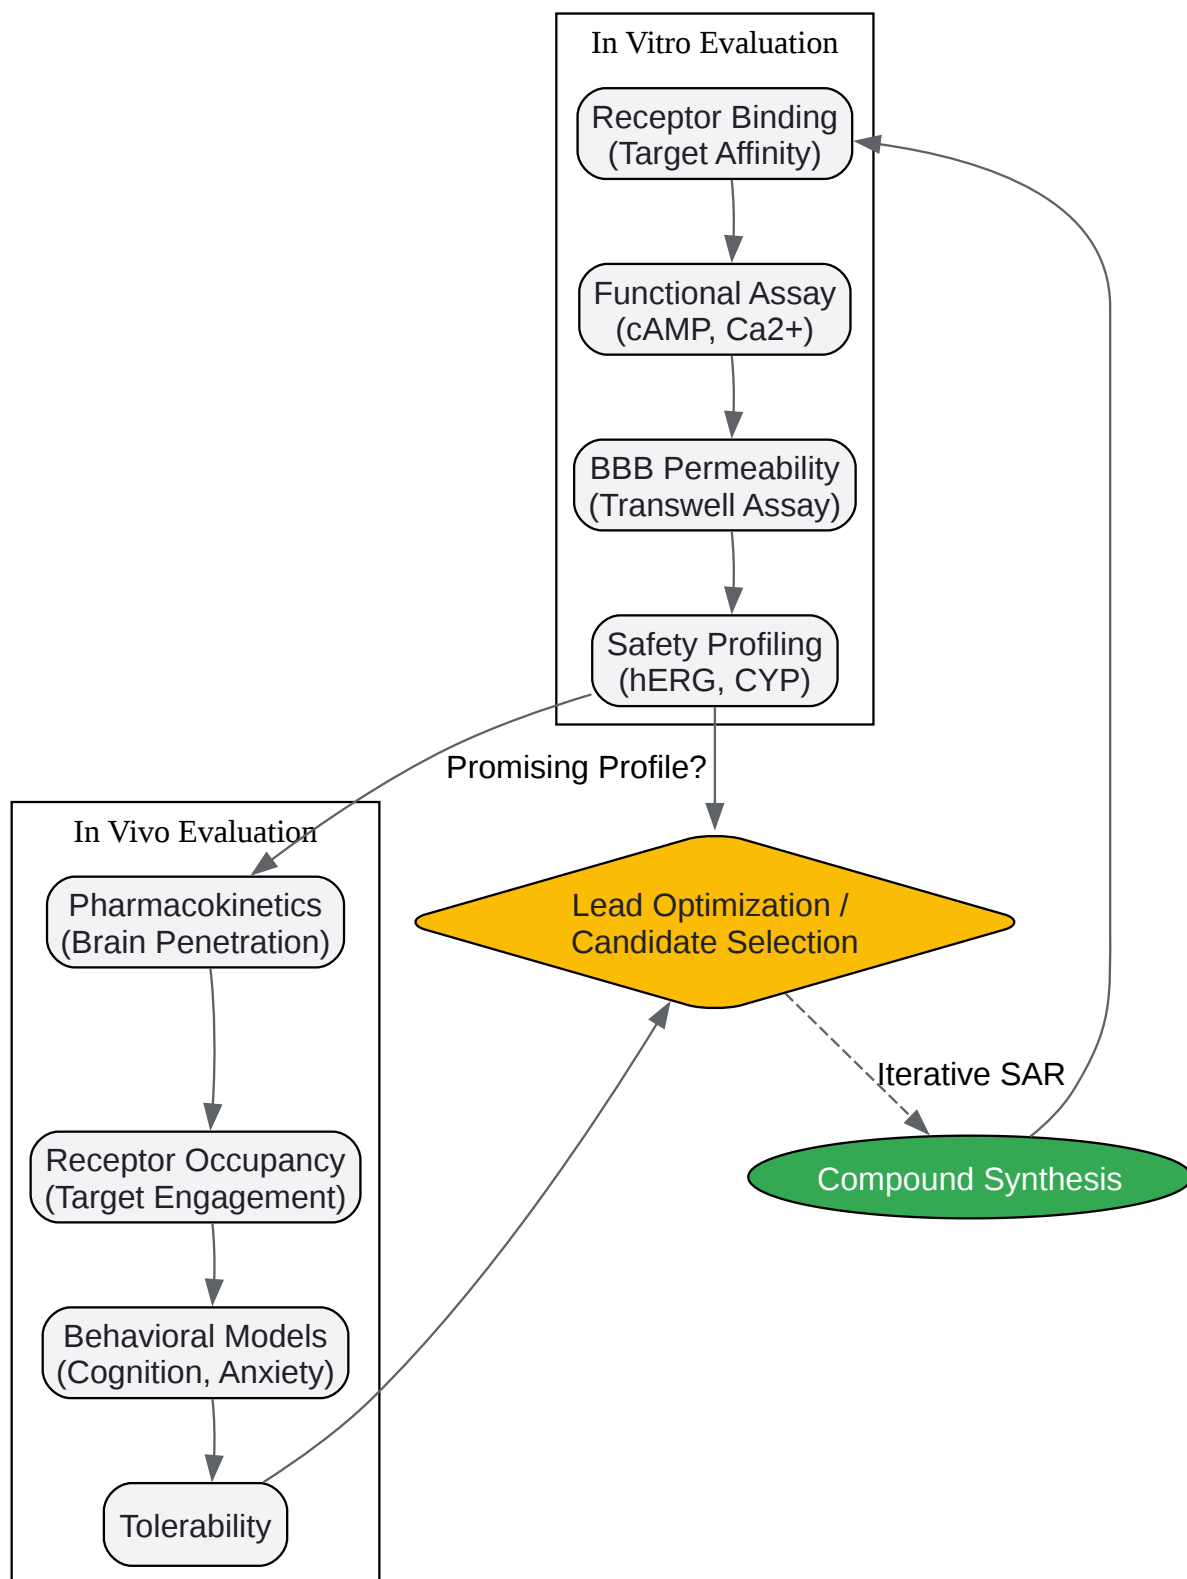 In Vitro Evaluation
Receptor Binding
(Target Affinity)
Functional Assay
(cAMP, Ca2+)
BBB Permeability
(Transwell Assay)
Safety Profiling
(hERG, CYP)
Promising Profile?
In Vivo Evaluation
Pharmacokinetics
(Brain Penetration)
Lead Optimization /
Candidate Selection
Iterative SAR
Receptor Occupancy
(Target Engagement)
Compound Synthesis
Behavioral Models
(Cognition, Anxiety)
Tolerability